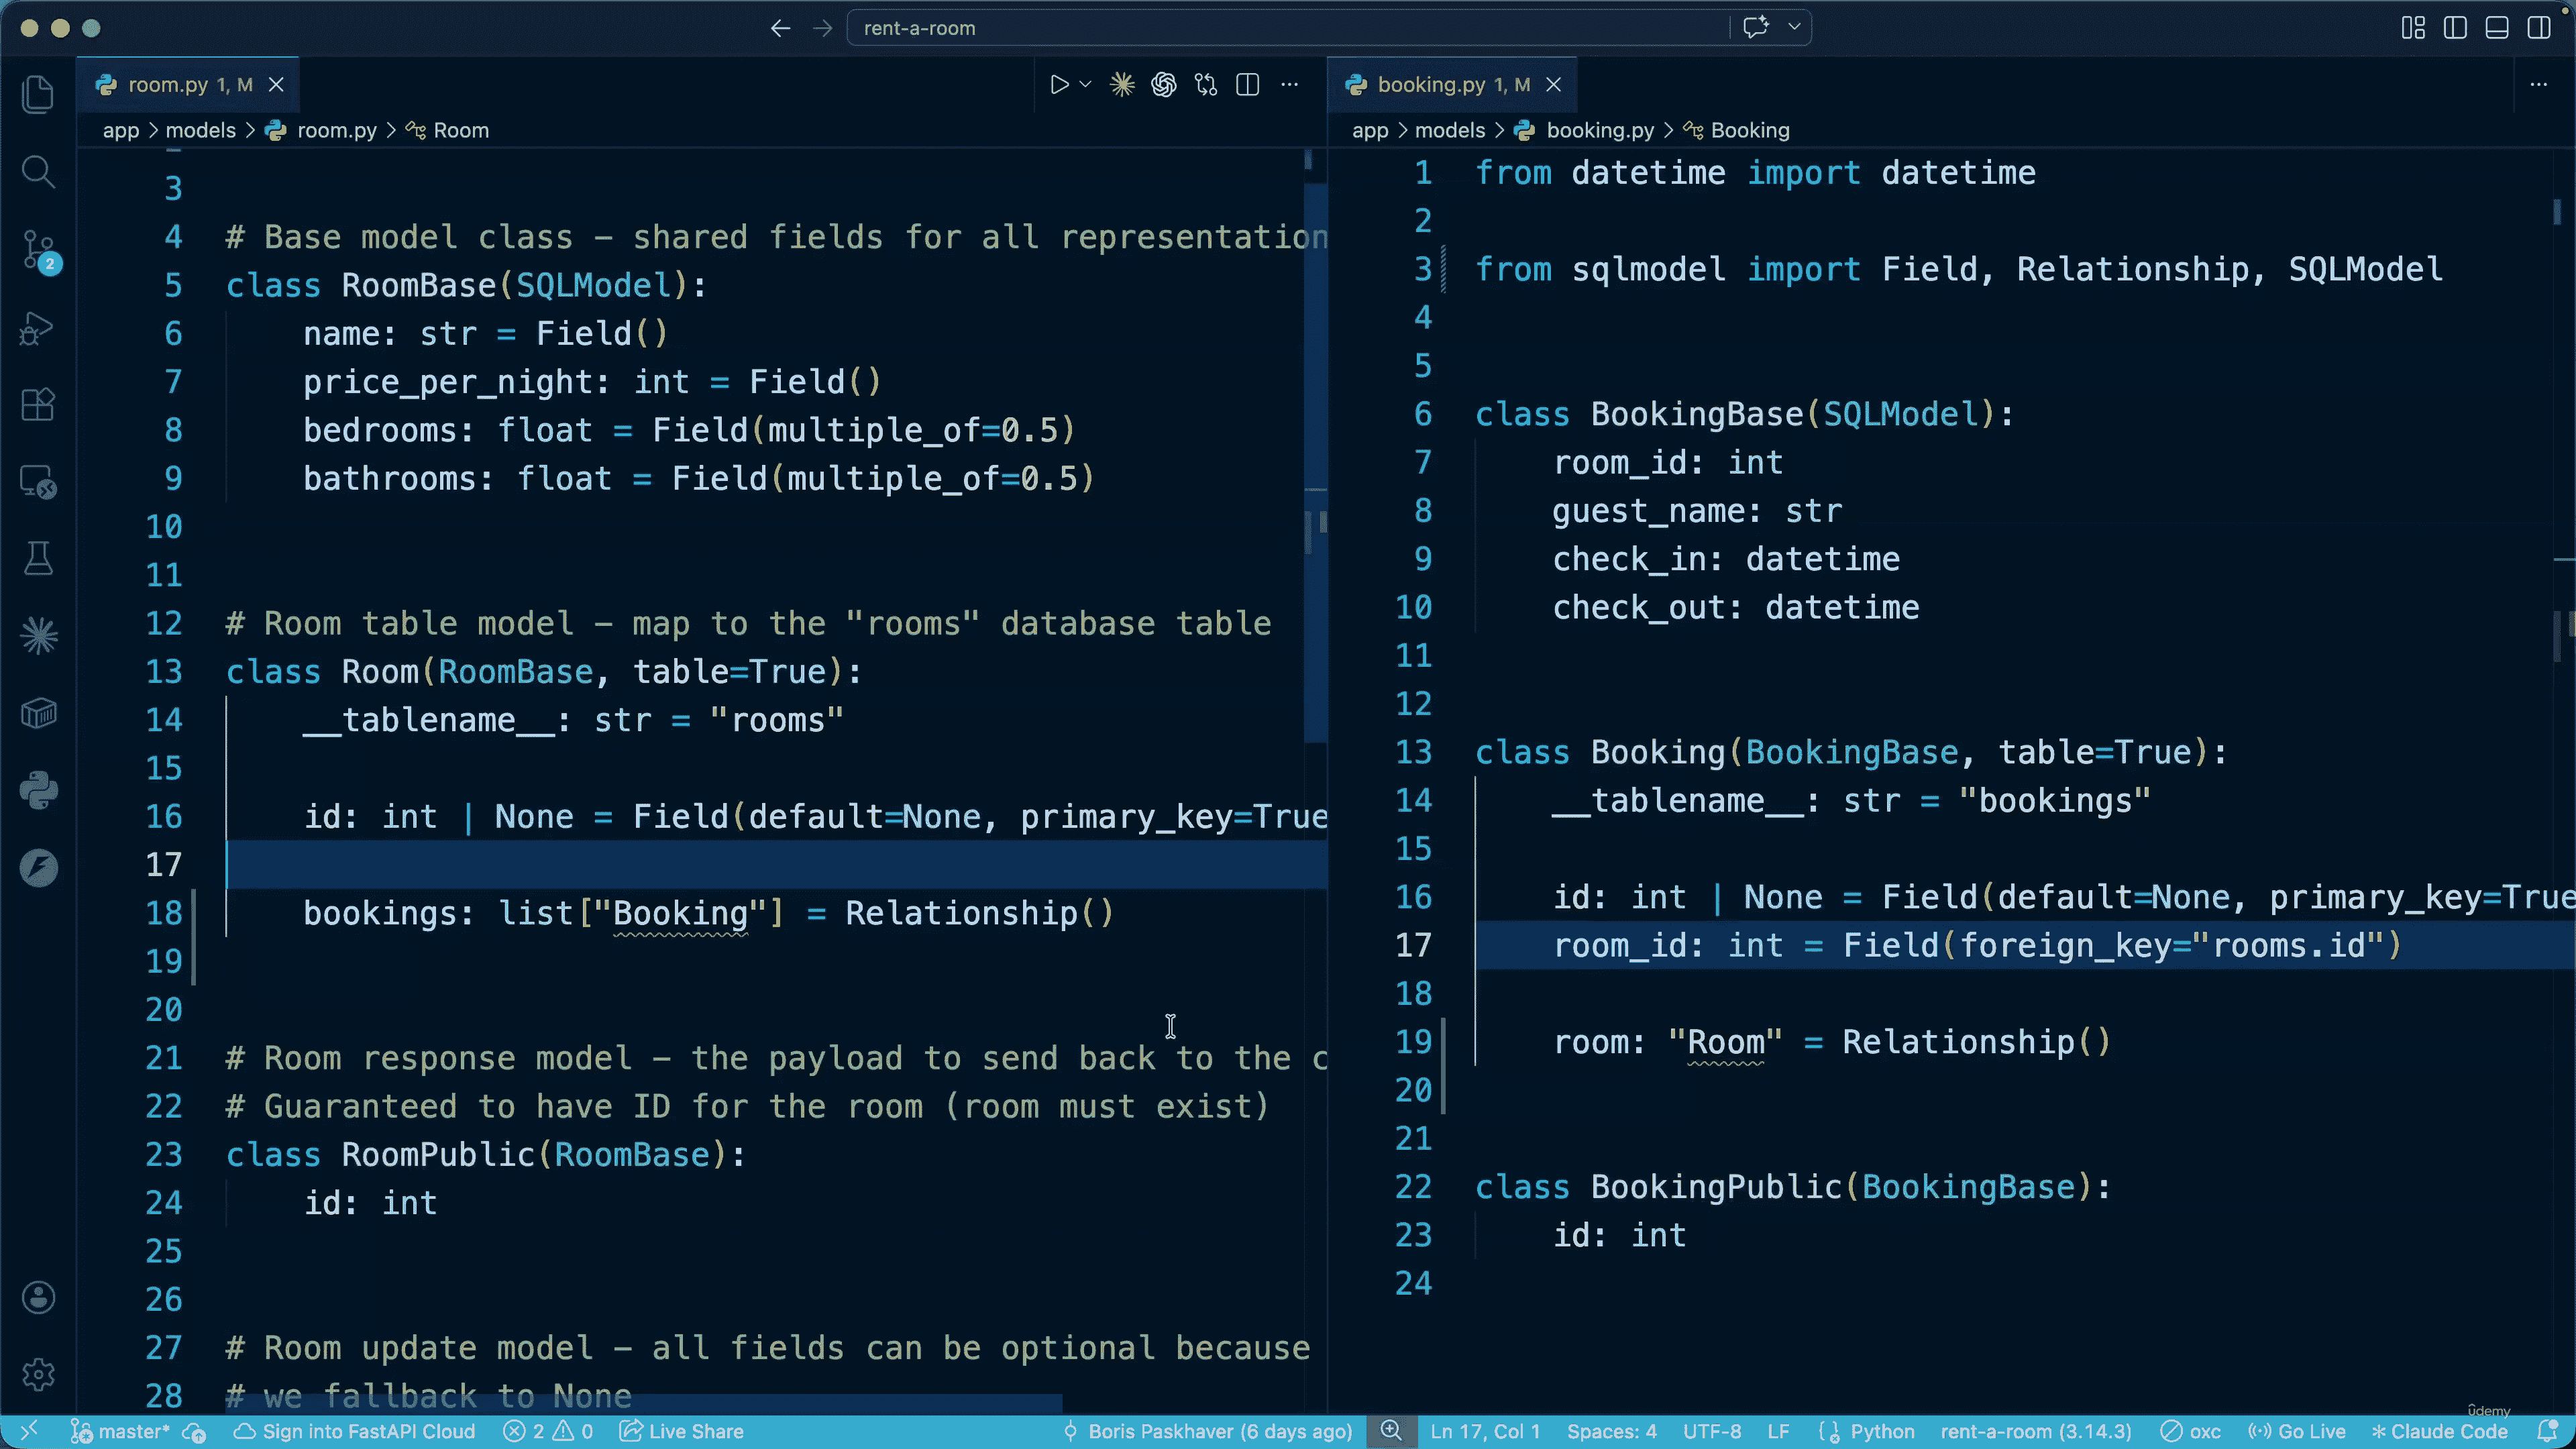 rent-a-room
room.py 1, M
app > models > room.py > Room
3
4 # Base model class – shared fields for all representation
5 class RoomBase(SQLModel):
6 name: str = Field()
7 price_per_night: int = Field()
8 bedrooms: float = Field(multiple_of=0.5)
9 bathrooms: float = Field(multiple_of=0.5)
10
11
12 # Room table model – map to the "rooms" database table
13 class Room(RoomBase, table=True):
14 __tablename__: str = "rooms"
15
16 id: int | None = Field(default=None, primary_key=True
17
18 bookings: list["Booking"] = Relationship()
19
20
21 # Room response model – the payload to send back to the c
22 # Guaranteed to have ID for the room (room must exist)
23 class RoomPublic(RoomBase):
24 id: int
25
26
27 # Room update model – all fields can be optional because
28 # we fallback to None
booking.py 1, M
app > models > booking.py > Booking
1 from datetime import datetime
2
3 from sqlmodel import Field, Relationship, SQLModel
4
5
6 class BookingBase(SQLModel):
7 room_id: int
8 guest_name: str
9 check_in: datetime
10 check_out: datetime
11
12
13 class Booking(BookingBase, table=True):
14 __tablename__: str = "bookings"
15
16 id: int | None = Field(default=None, primary_key=True
17 room_id: int = Field(foreign_key="rooms.id")
18
19 room: "Room" = Relationship()
20
21
22 class BookingPublic(BookingBase):
23 id: int
24
2
udemy
master* Sign into FastAPI Cloud 2 0 Live Share Boris Paskhaver (6 days ago) Ln 17, Col 1 Spaces: 4 UTF-8 LF Python rent-a-room (3.14.3) oxc Go Live Claude Code